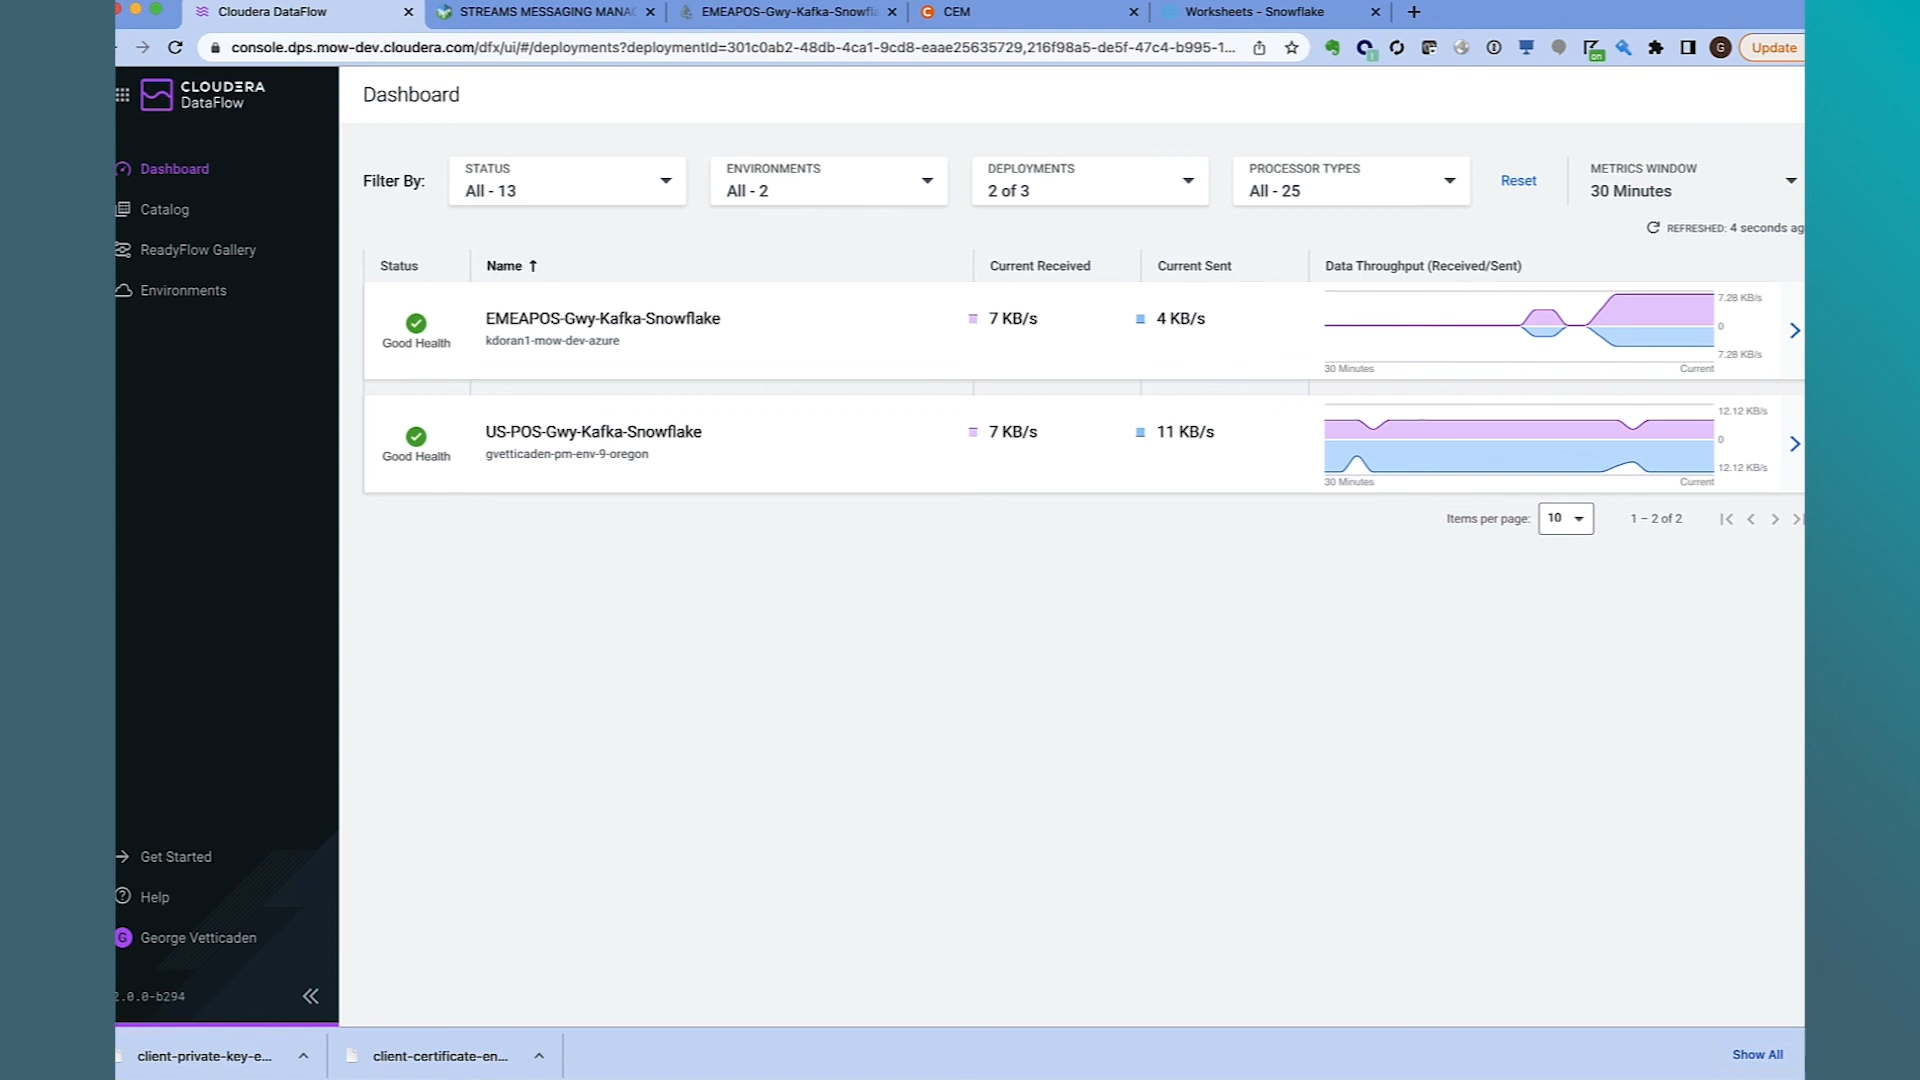 Cloudera DataFlow
STREAMS MESSAGING MANAG
EMEAPOS-Gwy-Kafka-Snowfla
CEM
Worksheets - Snowflake
console.dps.mow-dev.cloudera.com/dfx/ui/#/deployments?deploymentId=301c0ab2-48db-4ca1-9cd8-eaae25635729,216f98a5-de5f-47c4-b995-1...
on
G
Update
CLOUDERA
DataFlow
Dashboard
Catalog
ReadyFlow Gallery
Environments
Get Started
Help
G
George Vetticaden
2.0.0-b294
Dashboard
Filter By:
STATUS
All - 13
ENVIRONMENTS
All - 2
DEPLOYMENTS
2 of 3
PROCESSOR TYPES
All - 25
Reset
METRICS WINDOW
30 Minutes
REFRESHED: 4 seconds ag
Status
Name
Current Received
Current Sent
Data Throughput (Received/Sent)
Good Health
EMEAPOS-Gwy-Kafka-Snowflake
kdoran1-mow-dev-azure
7 KB/s
4 KB/s
7.28 KB/s
0
7.28 KB/s
30 Minutes
Current
Good Health
US-POS-Gwy-Kafka-Snowflake
gvetticaden-pm-env-9-oregon
7 KB/s
11 KB/s
12.12 KB/s
0
12.12 KB/s
30 Minutes
Current
Items per page:
10
1 – 2 of 2
client-private-key-e...
client-certificate-en...
Show All